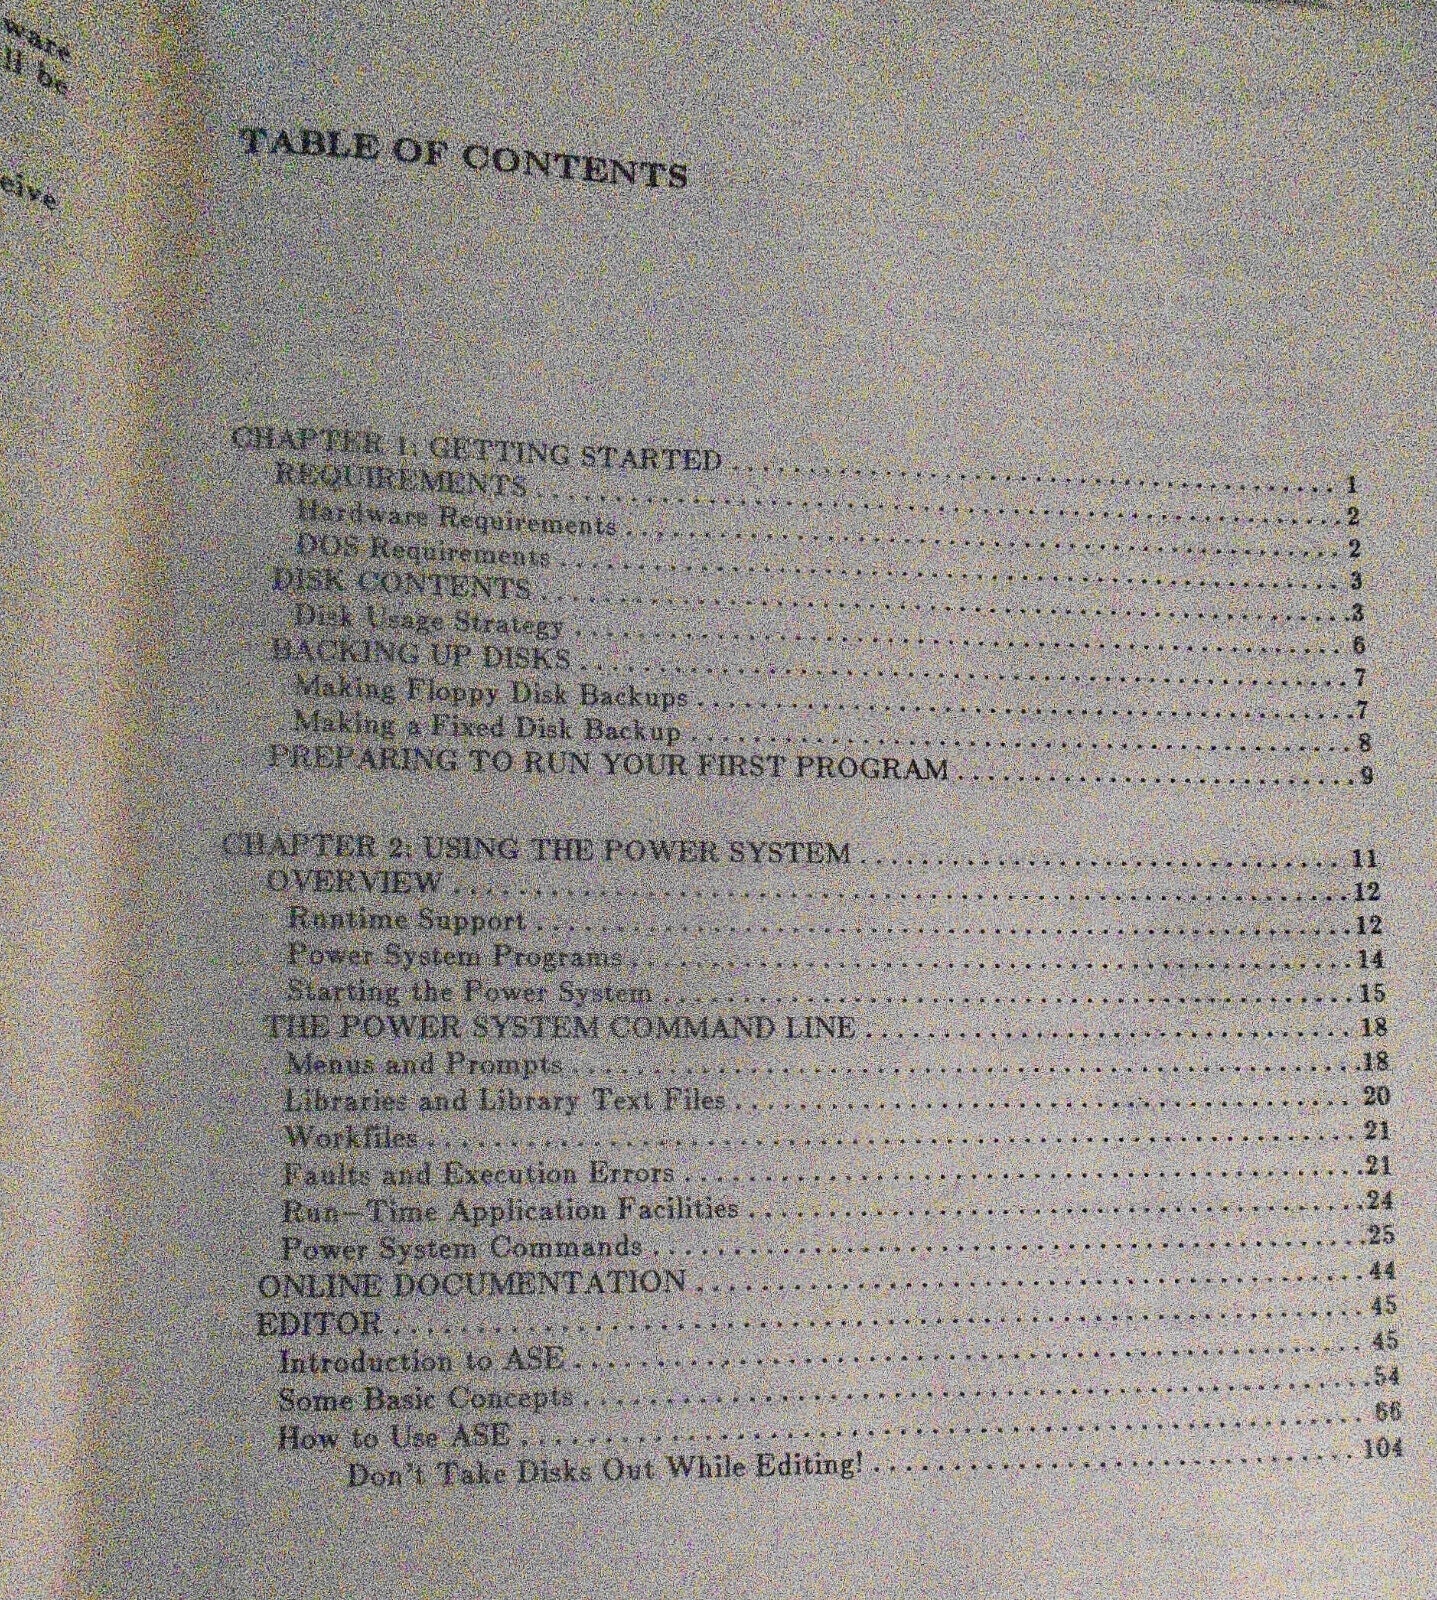 ware
ll be
eive
TABLE OF CONTENTS
CHAPTER 1: GETTING STARTED 1
REQUIREMENTS 2
Hardware Requirements 2
DOS Requirements 3
DISK CONTENTS 3
Disk Usage Strategy 6
BACKING UP DISKS 7
Making Floppy Disk Backups 7
Making a Fixed Disk Backup 8
PREPARING TO RUN YOUR FIRST PROGRAM 9
CHAPTER 2: USING THE POWER SYSTEM 11
OVERVIEW 12
Runtime Support 12
Power System Programs 14
Starting the Power System 15
THE POWER SYSTEM COMMAND LINE 18
Menus and Prompts 18
Libraries and Library Text Files 20
Workfiles 21
Faults and Execution Errors 21
Run-Time Application Facilities 24
Power System Commands 25
ONLINE DOCUMENTATION 44
EDITOR 45
Introduction to ASE 45
Some Basic Concepts 54
How to Use ASE 66
Don't Take Disks Out While Editing! 104